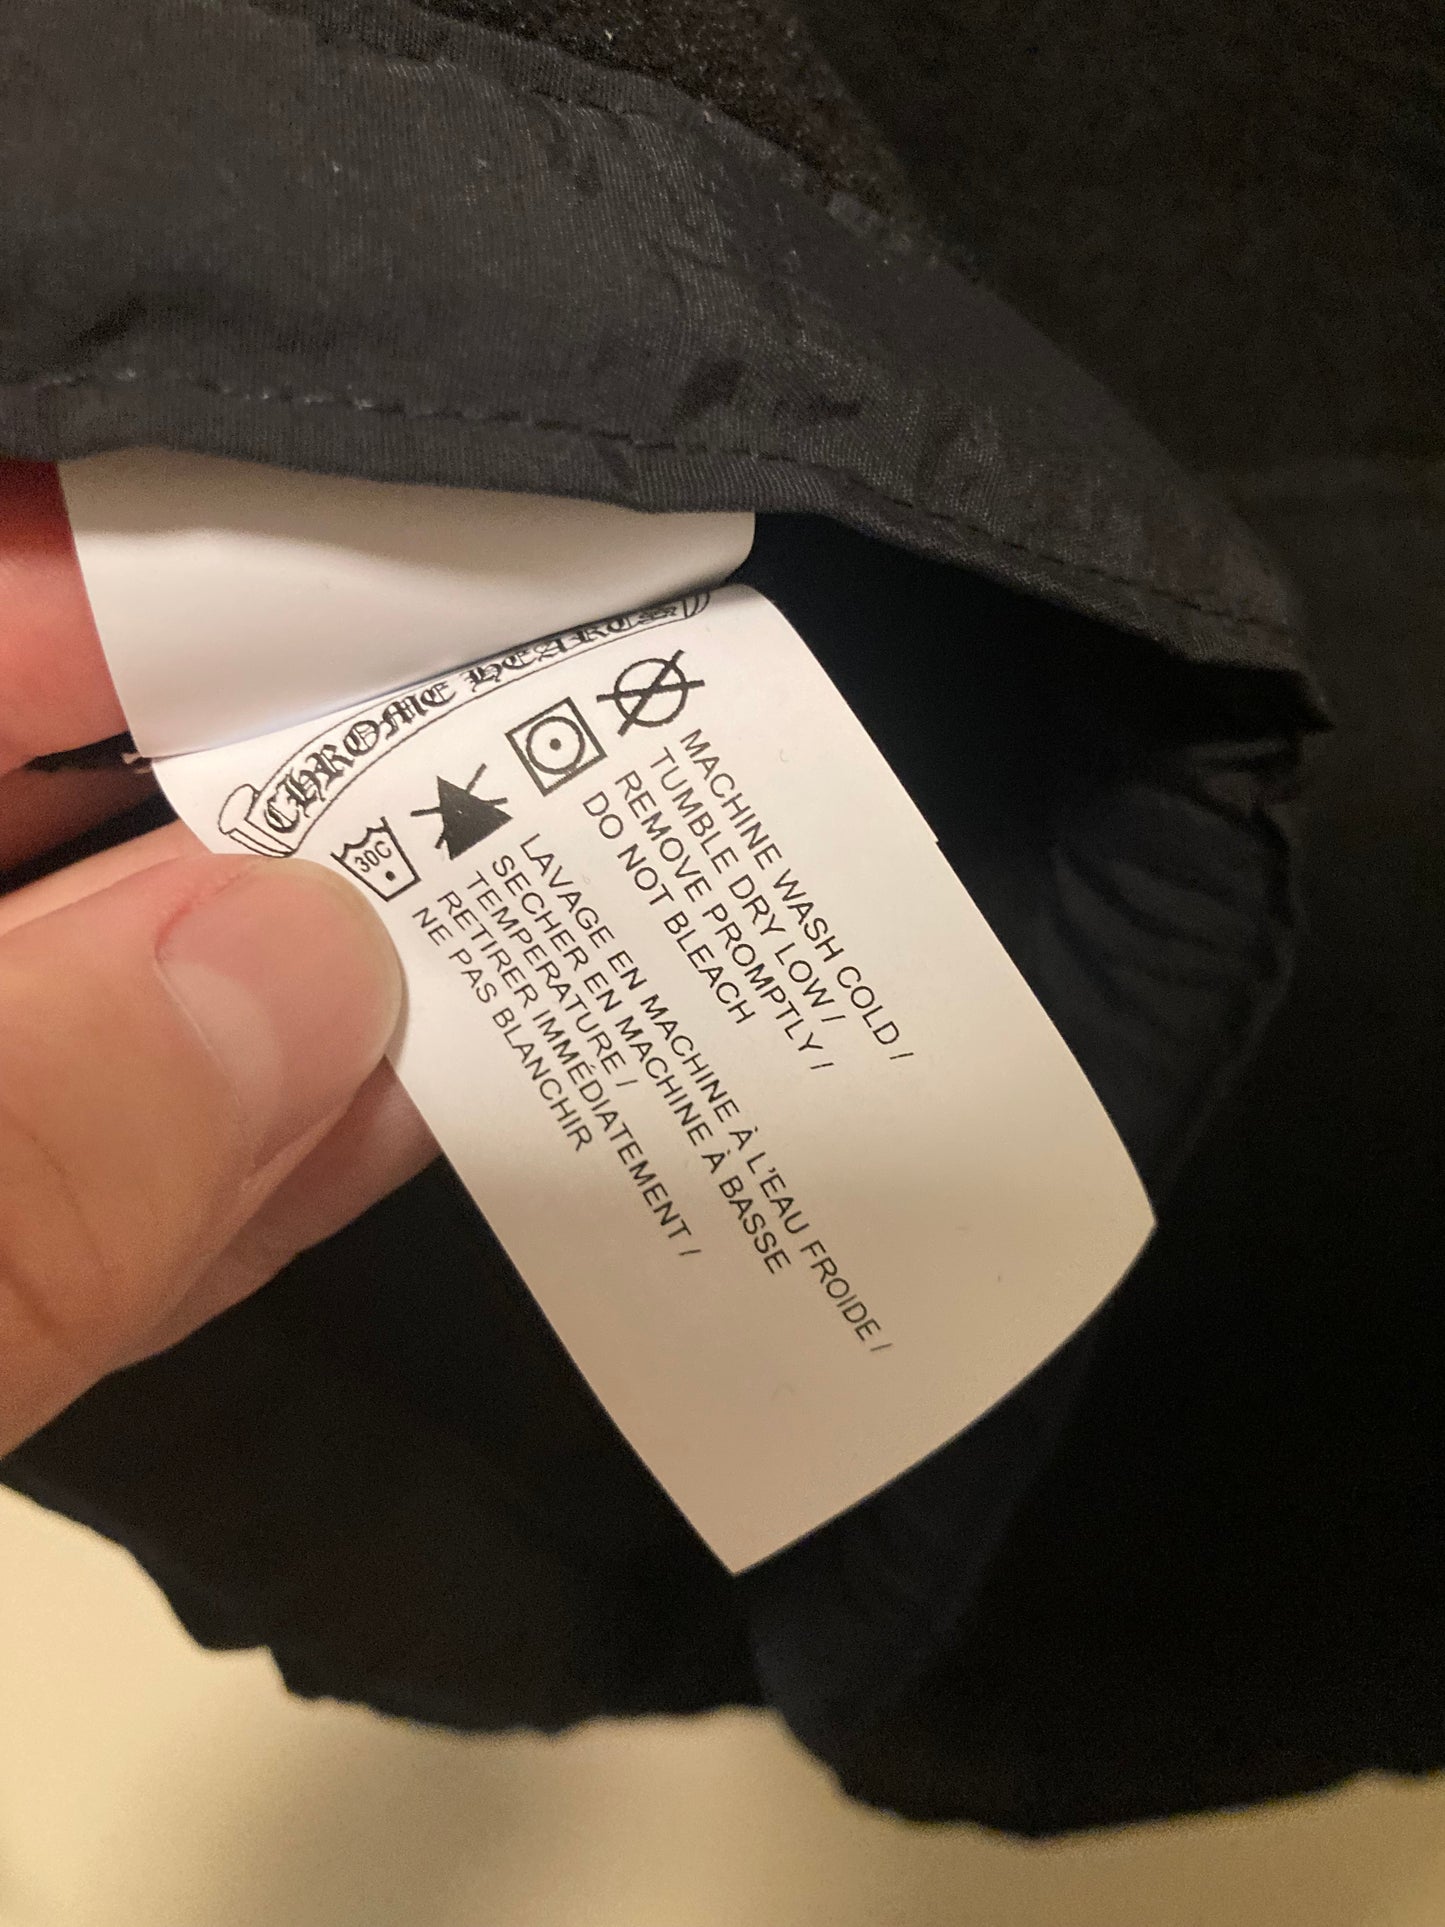 CHROME HEARTS
30C
MACHINE WASH COLD /
TUMBLE DRY LOW /
REMOVE PROMPTLY /
DO NOT BLEACH
LAVAGE EN MACHINE À L'EAU FROIDE /
SECHER EN MACHINE À BASSE
TEMPERATURE /
RETIRER IMMÉDIATEMENT /
NE PAS BLANCHIR